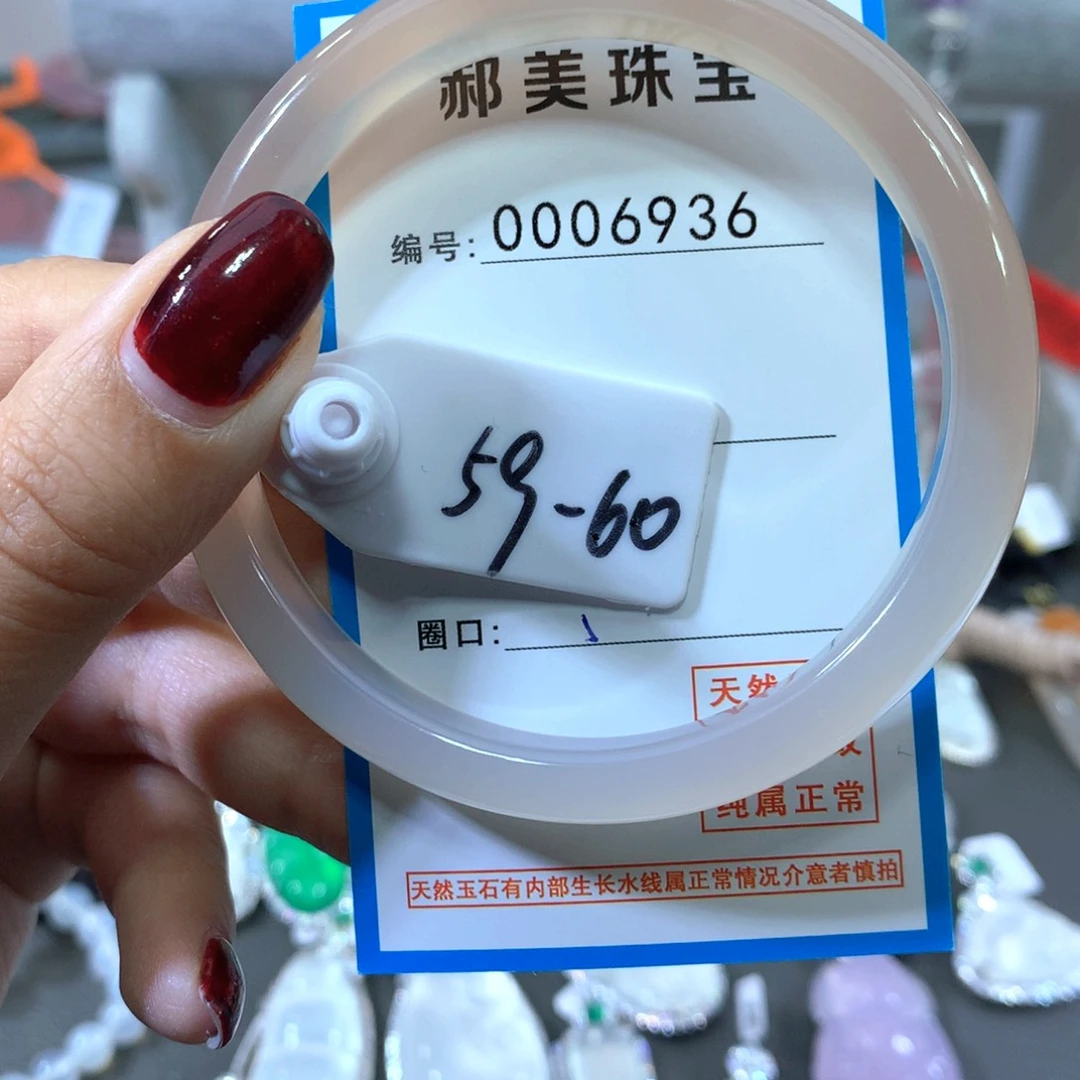 郝美珠宝
编号: 0006936
59-60
圈口:
天然
纯属正常
天然玉石有内部生长水线属正常情况介意者慎拍